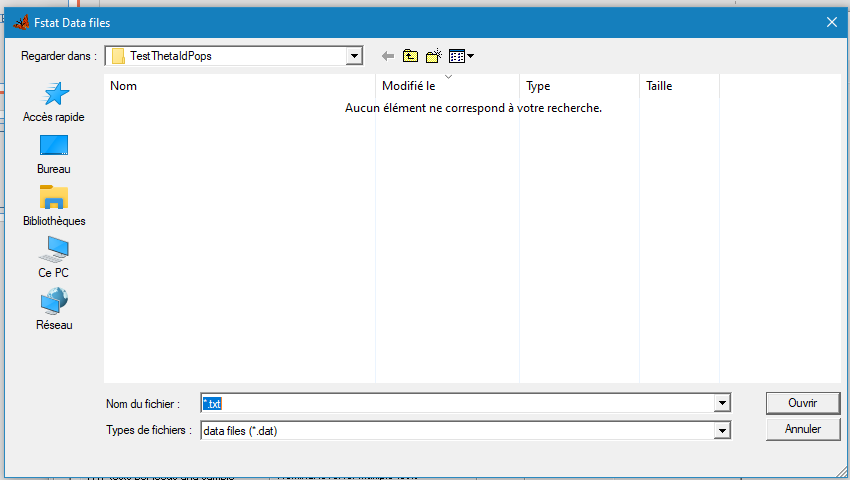 Fstat Data files
Regarder dans : TestThetaIdPops
Nom Modifié le Type Taille
Aucun élément ne correspond à votre recherche.
Accès rapide
Bureau
Bibliothèques
Ce PC
Réseau
Nom du fichier : *.txt Ouvrir
Types de fichiers : data files (*.dat) Annuler